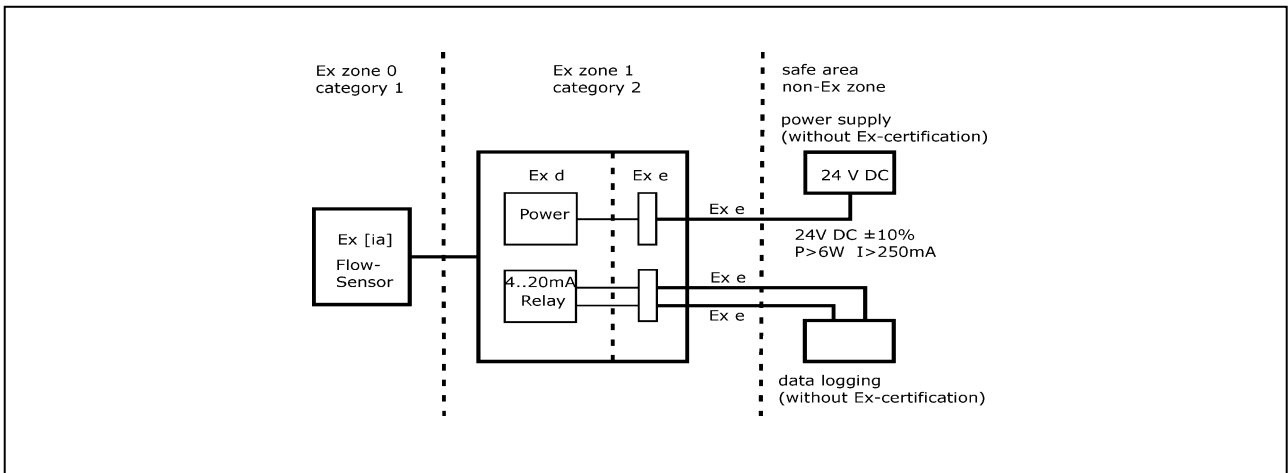 Ex zone 0
category 1
Ex zone 1
category 2
safe area
non-Ex zone
power supply
(without Ex-certification)
Ex d
Ex e
24 V DC
Power
Ex e
Ex [ia]
Flow-
Sensor
24V DC ±10%
P>6W I>250mA
4..20mA
Relay
Ex e
Ex e
data logging
(without Ex-certification)